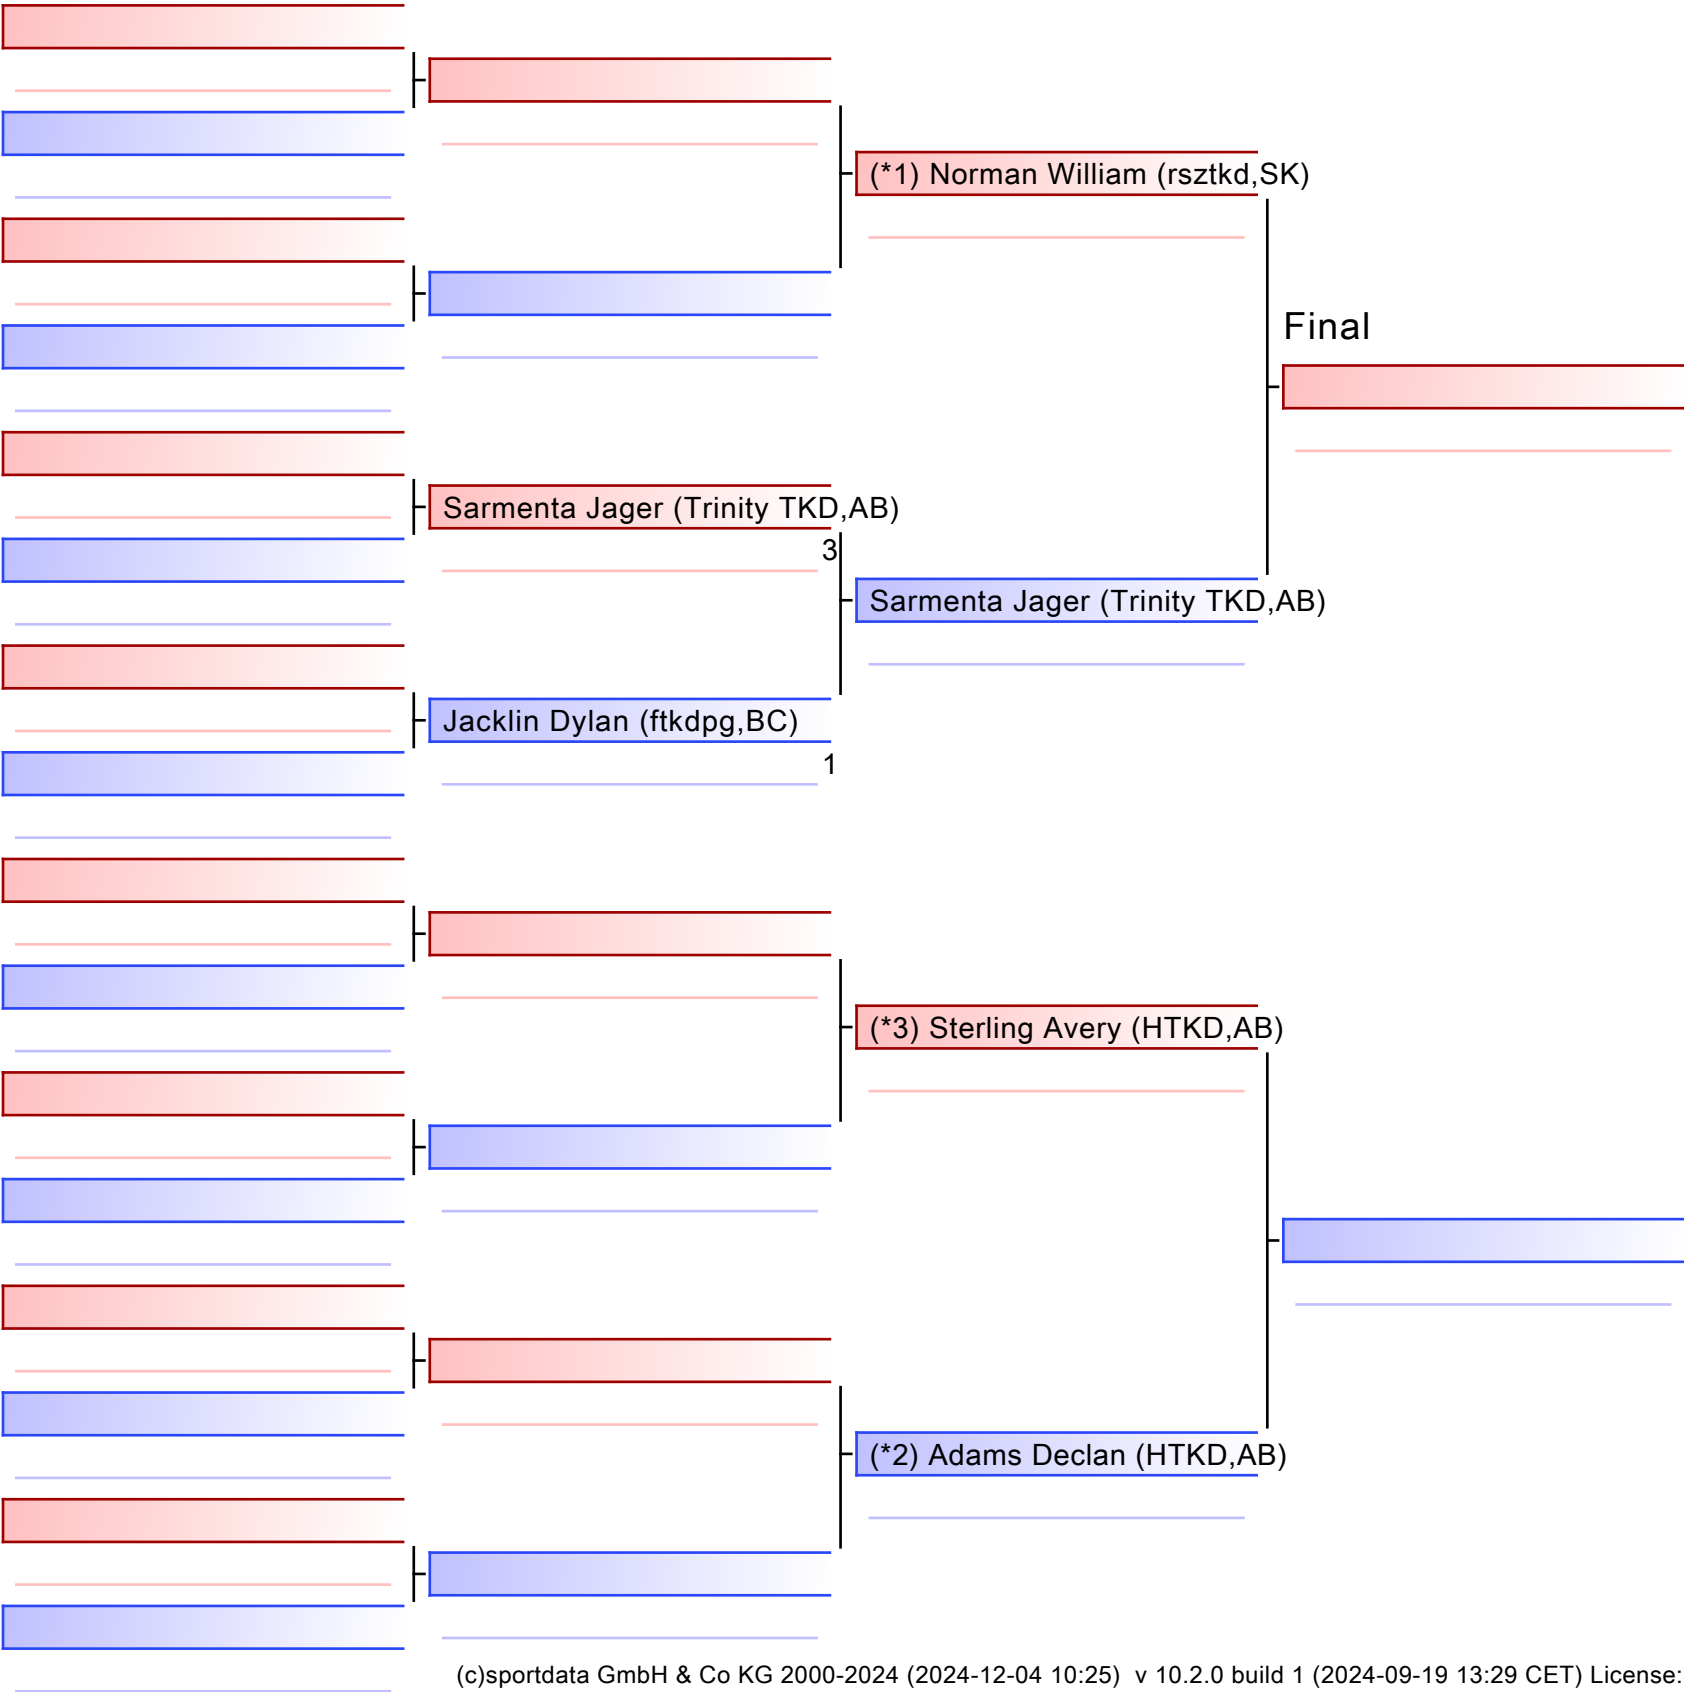 (*1) Norman William (rsztkd,SK)
Final
Sarmenta Jager (Trinity TKD,AB)
3
Sarmenta Jager (Trinity TKD,AB)
Jacklin Dylan (ftkdpg,BC)
1
(*3) Sterling Avery (HTKD,AB)
(*2) Adams Declan (HTKD,AB)
(c)sportdata GmbH & Co KG 2000-2024 (2024-12-04 10:25)  v 10.2.0 build 1 (2024-09-19 13:29 CET) License: